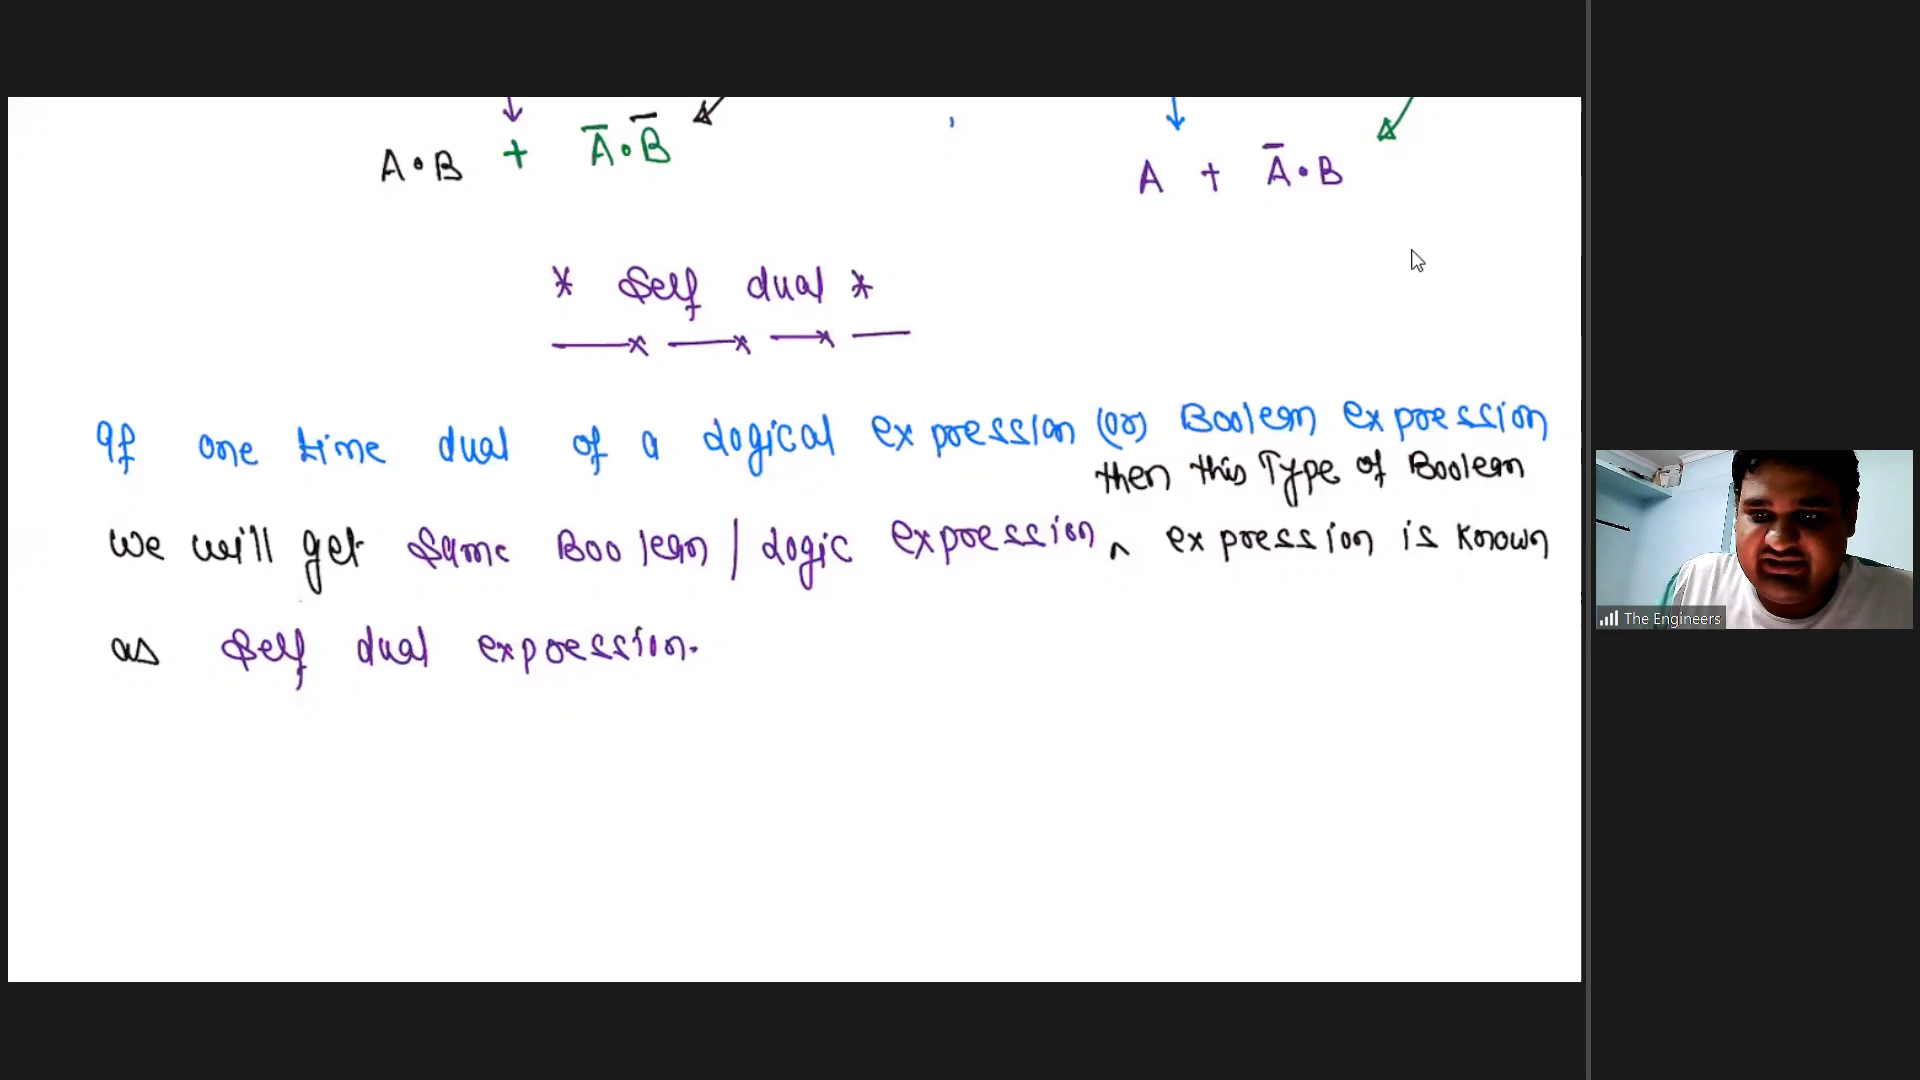 A•B + A̅•B̅
A + A̅•B
* Self dual *
If one time dual of a Logical expression (or) Boolean expression
then this Type of Boolean
we will get Same Boolean / Logic expression ^ expression is known
as Self dual expression.
The Engineers